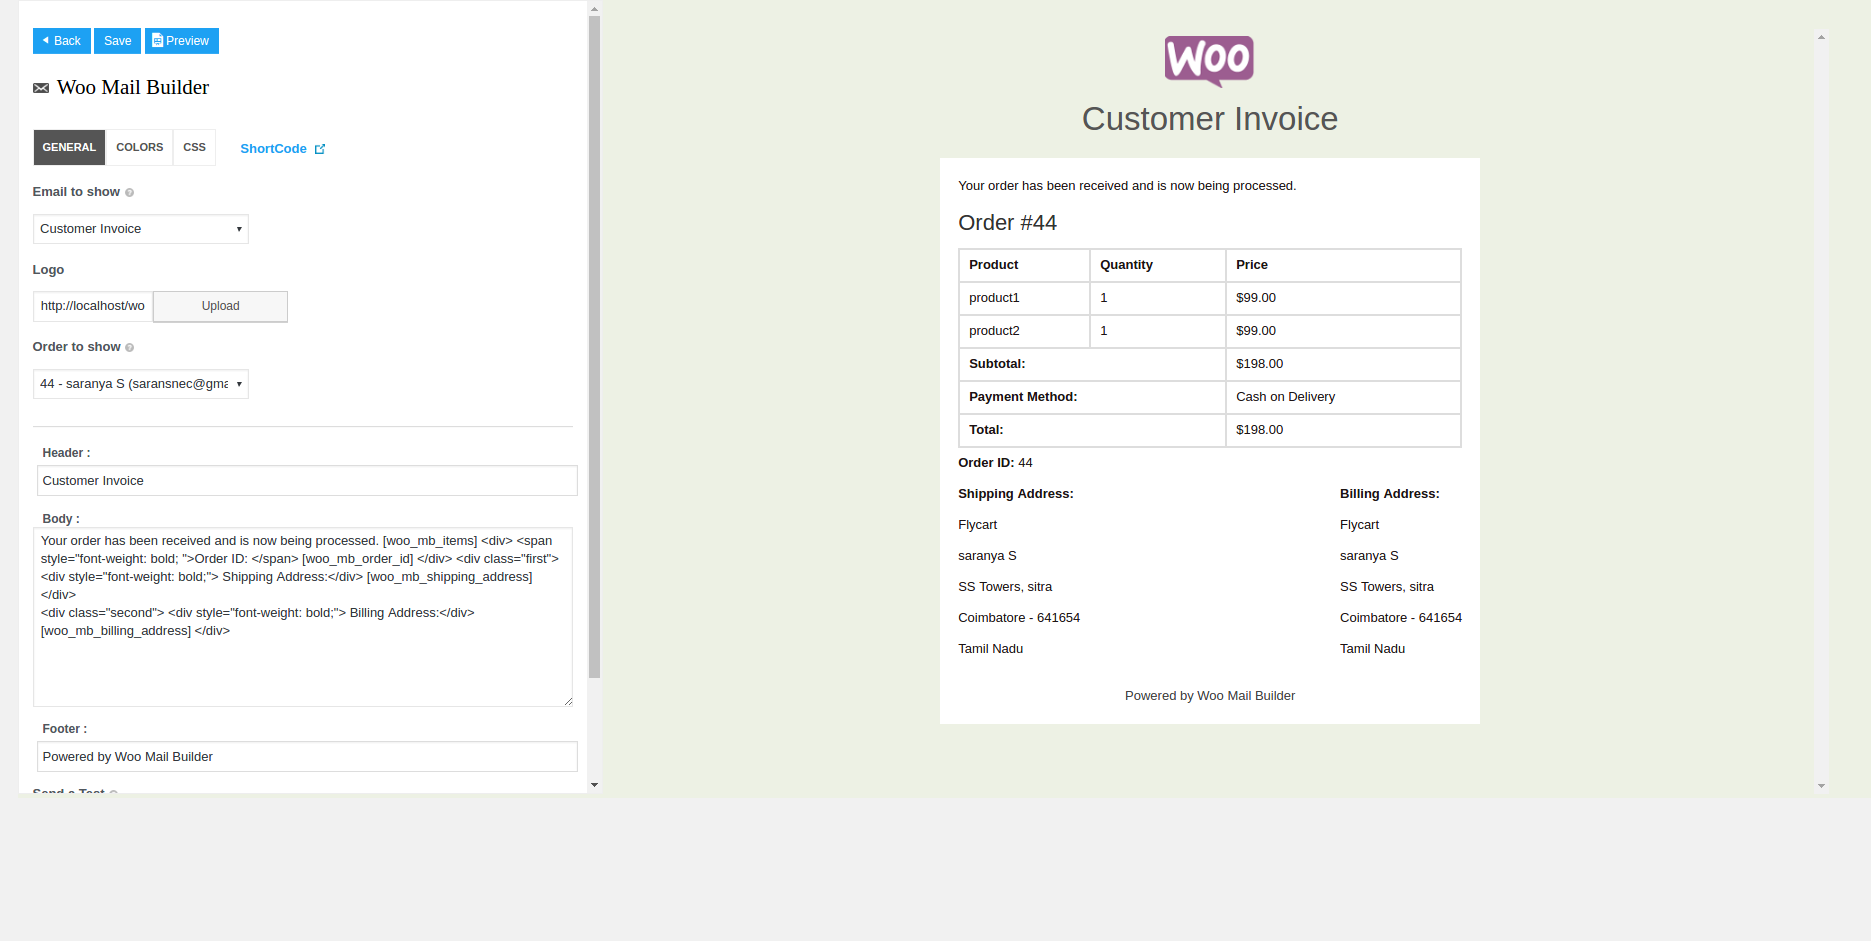 Back Save Preview
Woo Mail Builder
GENERAL COLORS CSS ShortCode
Email to show
Customer Invoice
Logo
http://localhost/wo Upload
Order to show
44 - saranya S (saransnec@gma
Header :
Customer Invoice
Body :
Your order has been received and is now being processed. [woo_mb_items] <div> <span
style="font-weight: bold; ">Order ID: </span> [woo_mb_order_id] </div> <div class="first">
<div style="font-weight: bold;"> Shipping Address:</div> [woo_mb_shipping_address]
</div>
<div class="second"> <div style="font-weight: bold;"> Billing Address:</div>
[woo_mb_billing_address] </div>
Footer :
Powered by Woo Mail Builder
Send a Test
Woo
Customer Invoice
Your order has been received and is now being processed.
Order #44
Product Quantity Price
product1 1 $99.00
product2 1 $99.00
Subtotal: $198.00
Payment Method: Cash on Delivery
Total: $198.00
Order ID: 44
Shipping Address: Billing Address:
Flycart Flycart
saranya S saranya S
SS Towers, sitra SS Towers, sitra
Coimbatore - 641654 Coimbatore - 641654
Tamil Nadu Tamil Nadu
Powered by Woo Mail Builder